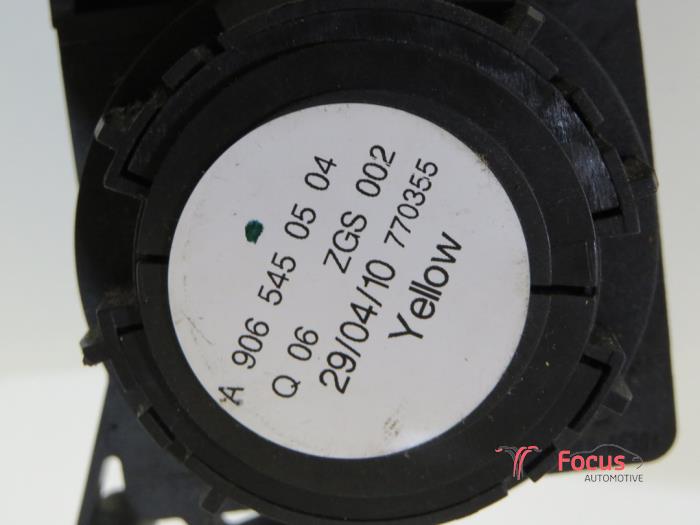 A 906 545 05 04
Q 06 ZGS 002
29/04/10 770355
Yellow
Focus
AUTOMOTIVE